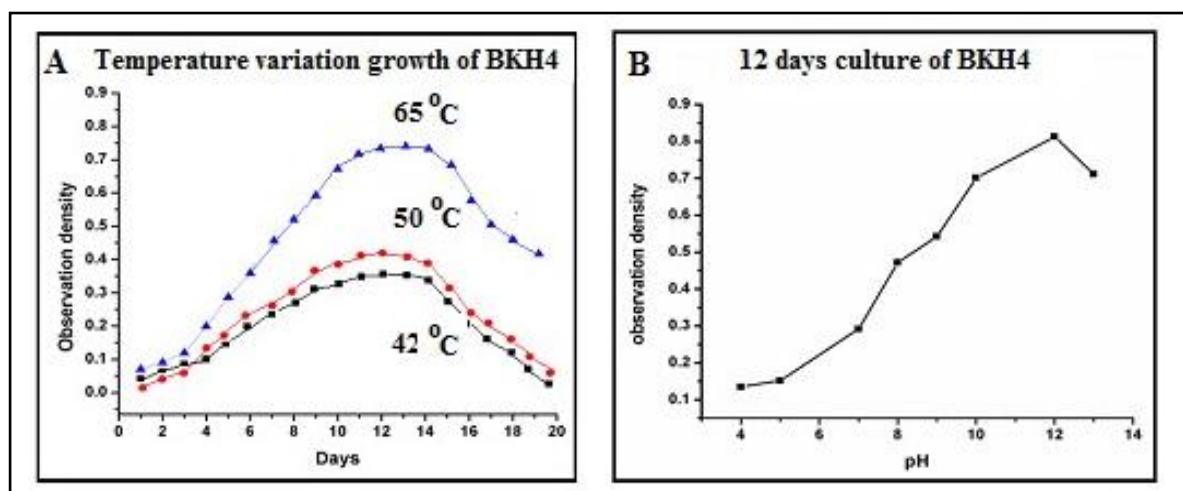 A Temperature variation growth of BKH4
0.9
0.8
0.7
0.6
0.5
0.4
0.3
0.2
0.1
0.0
Observation density
65 °C
50 °C
42 °C
0 2 4 6 8 10 12 14 16 18 20
Days
B 12 days culture of BKH4
0.9
0.8
0.7
0.6
0.5
0.4
0.3
0.2
0.1
observation density
4 6 8 10 12 14
pH